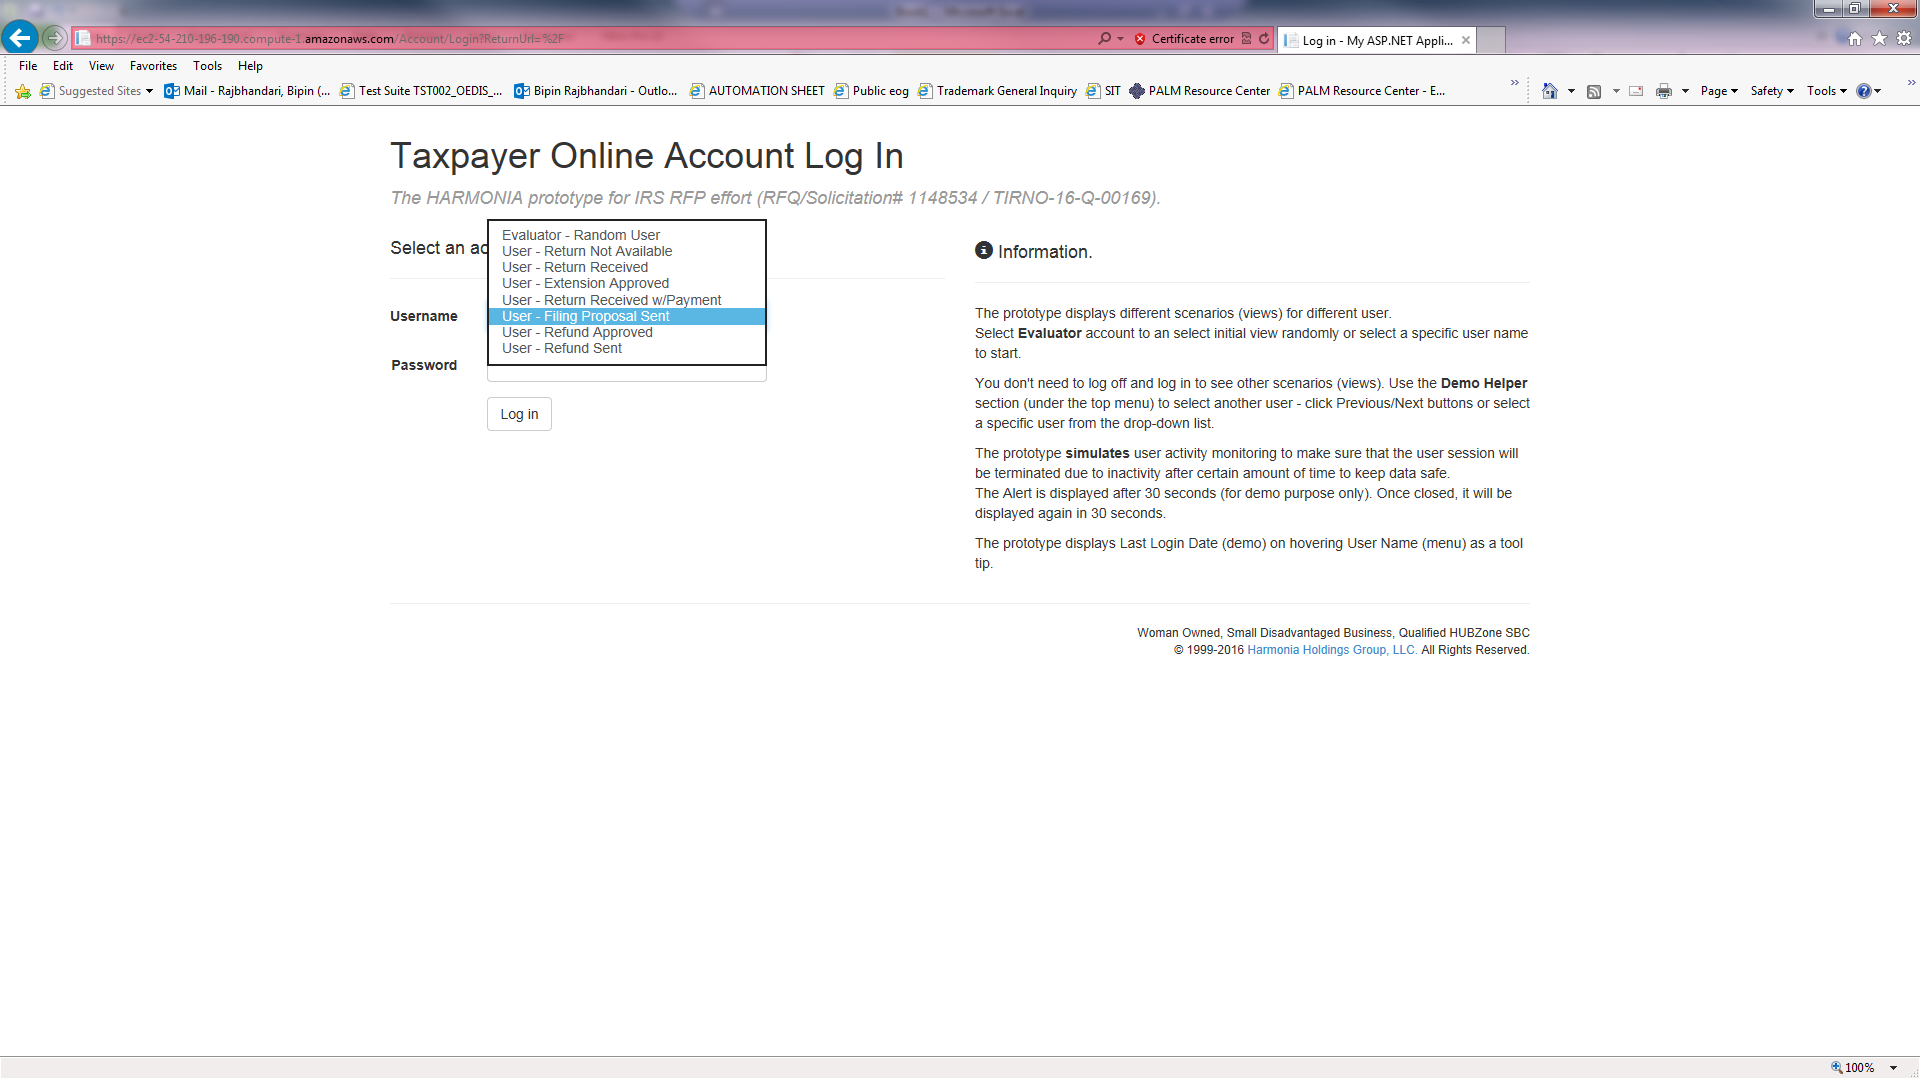 https://ec2-54-210-196-190.compute-1.amazonaws.com/Account/Login?ReturnUrl=%2F
Certificate error
Log in - My ASP.NET Appli...
File Edit View Favorites Tools Help
Suggested Sites
Mail - Rajbhandari, Bipin (...
Test Suite TST002_OEDIS_...
Bipin Rajbhandari - Outlo...
AUTOMATION SHEET
Public eog
Trademark General Inquiry
SIT
PALM Resource Center
PALM Resource Center - E...
Page Safety Tools
Taxpayer Online Account Log In
The HARMONIA prototype for IRS RFP effort (RFQ/Solicitation# 1148534 / TIRNO-16-Q-00169).
Select an ac
Evaluator - Random User
User - Return Not Available
User - Return Received
User - Extension Approved
User - Return Received w/Payment
User - Filing Proposal Sent
User - Refund Approved
User - Refund Sent
Username
Password
Log in
Information.
The prototype displays different scenarios (views) for different user.
Select Evaluator account to an select initial view randomly or select a specific user name
to start.
You don't need to log off and log in to see other scenarios (views). Use the Demo Helper
section (under the top menu) to select another user - click Previous/Next buttons or select
a specific user from the drop-down list.
The prototype simulates user activity monitoring to make sure that the user session will
be terminated due to inactivity after certain amount of time to keep data safe.
The Alert is displayed after 30 seconds (for demo purpose only). Once closed, it will be
displayed again in 30 seconds.
The prototype displays Last Login Date (demo) on hovering User Name (menu) as a tool
tip.
Woman Owned, Small Disadvantaged Business, Qualified HUBZone SBC
© 1999-2016 Harmonia Holdings Group, LLC. All Rights Reserved.
100%